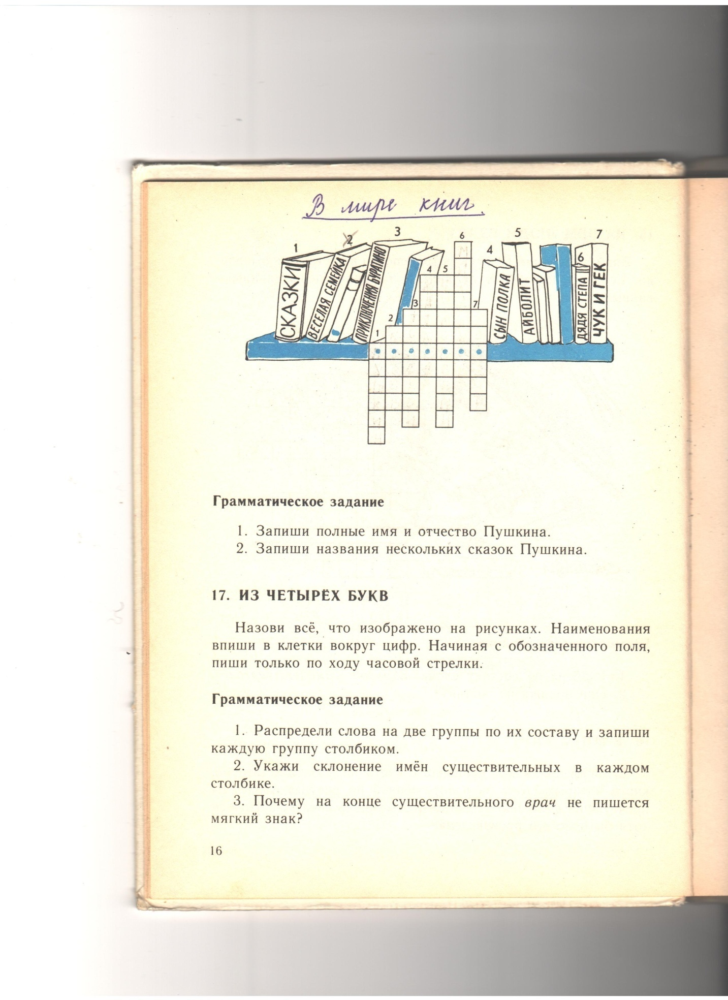 В мире книг.
1
2
3
6
4
5
7
СКАЗКИ
ВЕСЕЛАЯ СЕМЕЙКА
ПРИКЛЮЧЕНИЯ БУРАТИНО
4
5
3
2
1
7
СЫН ПОЛКА
АЙБОЛИТ
6
ДЯДЯ СТЕПА
ЧУК И ГЕК
Грамматическое задание
1. Запиши полные имя и отчество Пушкина.
2. Запиши названия нескольких сказок Пушкина.
17. ИЗ ЧЕТЫРЁХ БУКВ
Назови всё, что изображено на рисунках. Наименования
впиши в клетки вокруг цифр. Начиная с обозначенного поля,
пиши только по ходу часовой стрелки.
Грамматическое задание
1. Распредели слова на две группы по их составу и запиши
каждую группу столбиком.
2. Укажи склонение имён существительных в каждом
столбике.
3. Почему на конце существительного врач не пишется
мягкий знак?
16